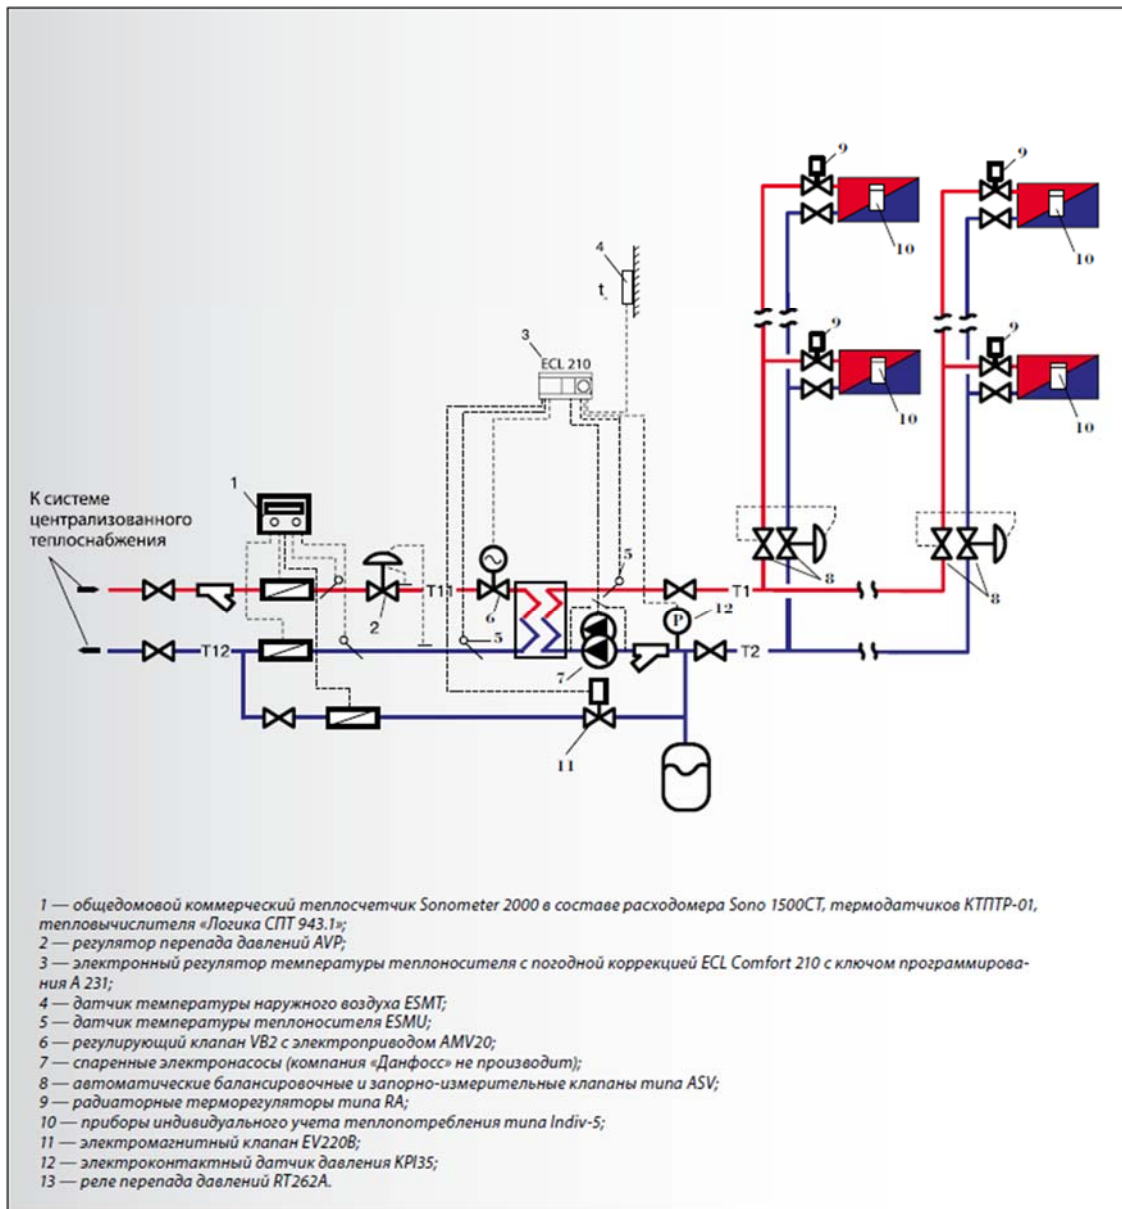 9
9
10
10
4
t
3
ECL 210
9
9
10
10
1
К системе
централизованного
теплоснабжения
5
8
8
Т11
6
Т1
2
12
P
5
Т12
7
Т2
11
1 — общедомовой коммерческий теплосчетчик Sonometer 2000 в составе расходомера Sono 1500CT, термодатчиков КТПТР-01,
тепловычислителя «Логика СПТ 943.1»;
2 — регулятор перепада давлений AVP;
3 — электронный регулятор температуры теплоносителя с погодной коррекцией ECL Comfort 210 с ключом программирова-
ния А 231;
4 — датчик температуры наружного воздуха ESMT;
5 — датчик температуры теплоносителя ESMU;
6 — регулирующий клапан VB2 с электроприводом AMV20;
7 — спаренные электронасосы (компания «Данфосс» не производит);
8 — автоматические балансировочные и запорно-измерительные клапаны типа ASV;
9 — радиаторные терморегуляторы типа RA;
10 — приборы индивидуального учета теплопотребления типа Indiv-5;
11 — электромагнитный клапан EV220B;
12 — электроконтактный датчик давления KPI35;
13 — реле перепада давлений RT262A.